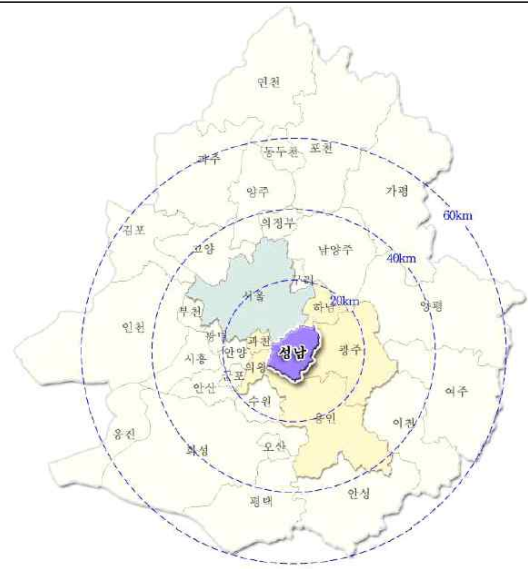 연천
파주
동두천
포천
양주
가평
60km
의정부
김포
고양
남양주
40km
구리
서울
20km
하남
양평
부천
인천
광명
과천
성남
광주
안양
시흥
의왕
군포
안산
수원
여주
용인
이천
옹진
화성
오산
안성
평택